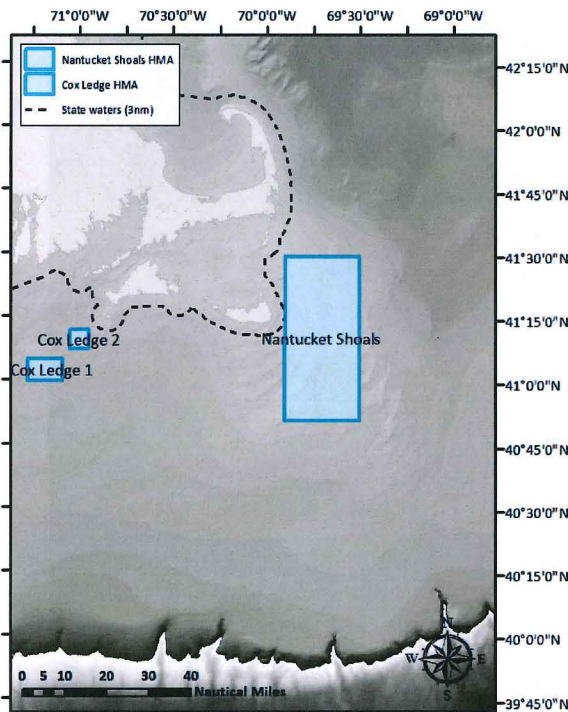 71°0'0"W 70°30'0"W 70°0'0"W 69°30'0"W 69°0'0"W
Nantucket Shoals HMA
Cox Ledge HMA
State waters (3nm)
42°15'0"N
42°0'0"N
41°45'0"N
41°30'0"N
41°15'0"N
Cox Ledge 2
Nantucket Shoals
Cox Ledge 1
41°0'0"N
40°45'0"N
40°30'0"N
40°15'0"N
40°0'0"N
N
W E
S
0 5 10 20 30 40
Nautical Miles
39°45'0"N